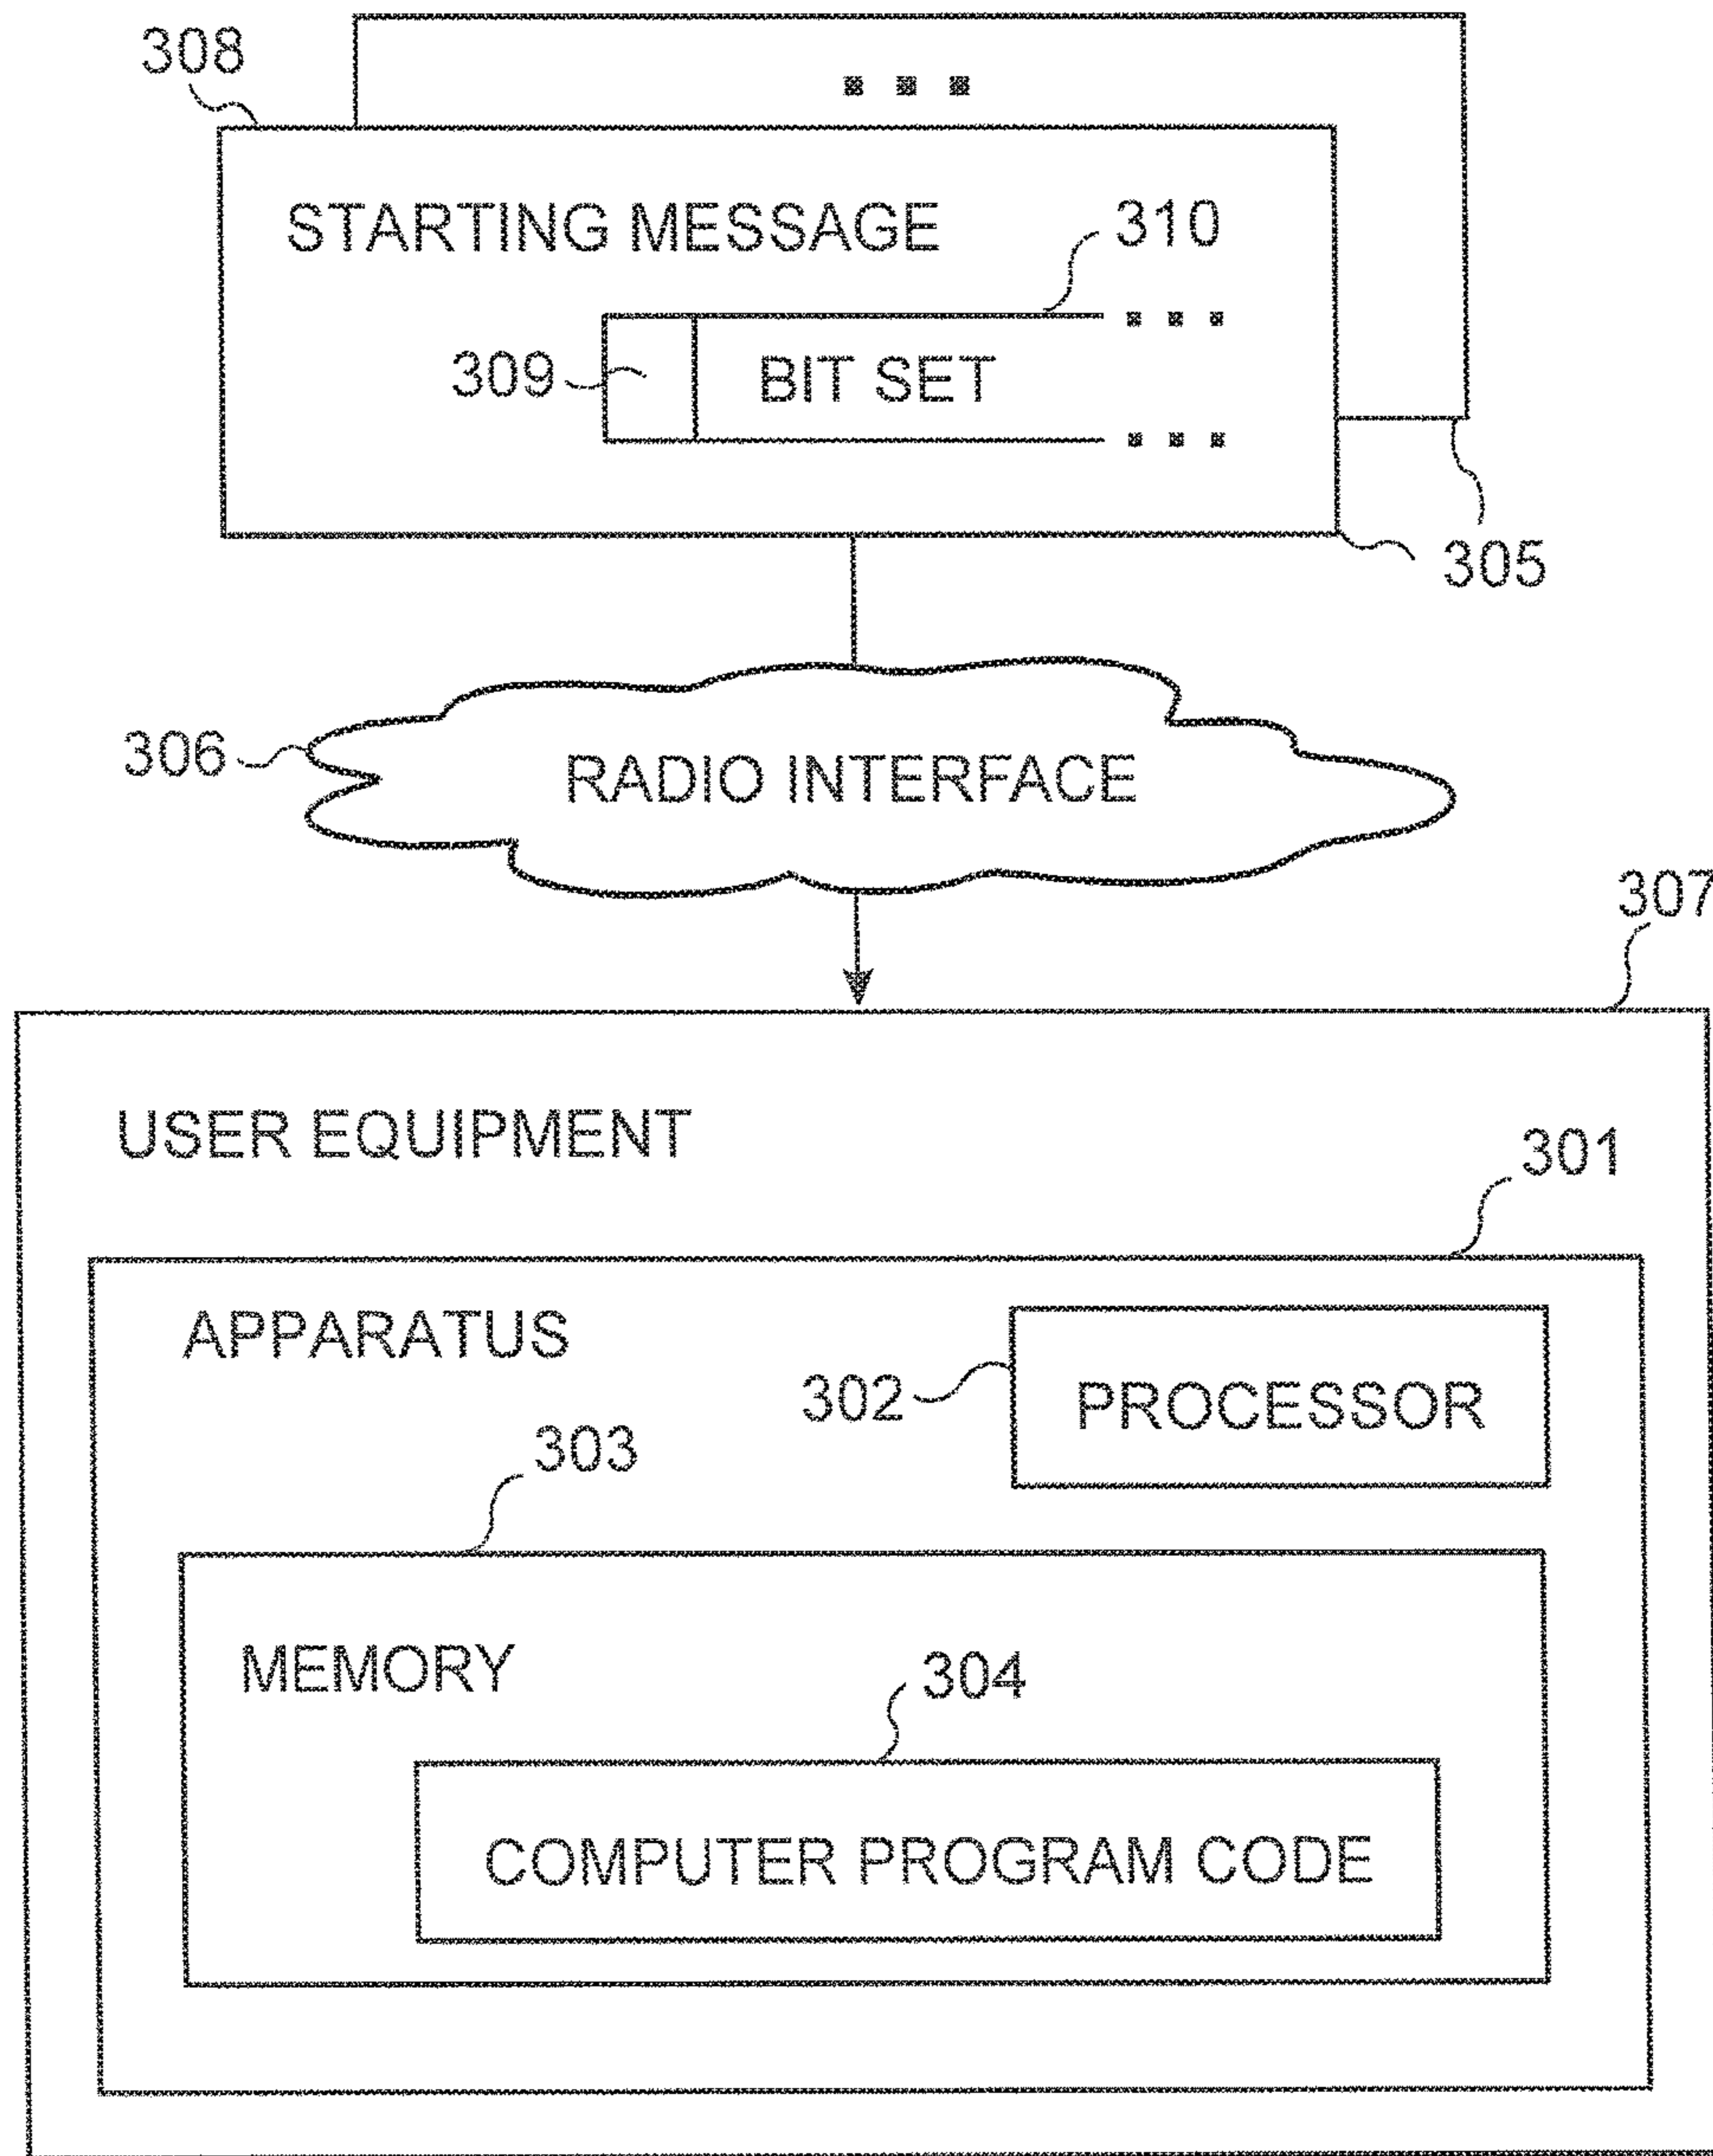 308
STARTING MESSAGE
310
309
BIT SET
305
306
RADIO INTERFACE
307
USER EQUIPMENT
301
APPARATUS
302
PROCESSOR
303
MEMORY
304
COMPUTER PROGRAM CODE